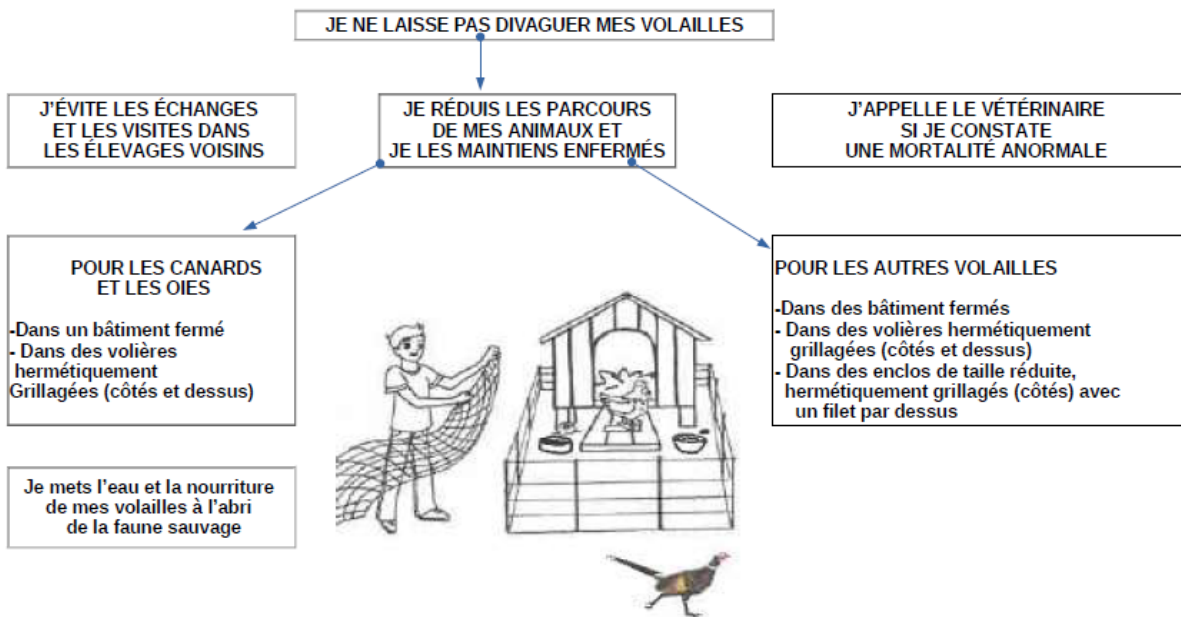 JE NE LAISSE PAS DIVAGUER MES VOLAILLES
J'ÉVITE LES ÉCHANGES
ET LES VISITES DANS
LES ÉLEVAGES VOISINS
JE RÉDUIS LES PARCOURS
DE MES ANIMAUX ET
JE LES MAINTIENS ENFERMÉS
J'APPELLE LE VÉTÉRINAIRE
SI JE CONSTATE
UNE MORTALITÉ ANORMALE
POUR LES CANARDS
ET LES OIES
-Dans un bâtiment fermé
- Dans des volières
hermétiquement
Grillagées (côtés et dessus)
POUR LES AUTRES VOLAILLES
-Dans des bâtiment fermés
- Dans des volières hermétiquement
grillagées (côtés et dessus)
- Dans des enclos de taille réduite,
hermétiquement grillagés (côtés) avec
un filet par dessus
Je mets l'eau et la nourriture
de mes volailles à l'abri
de la faune sauvage